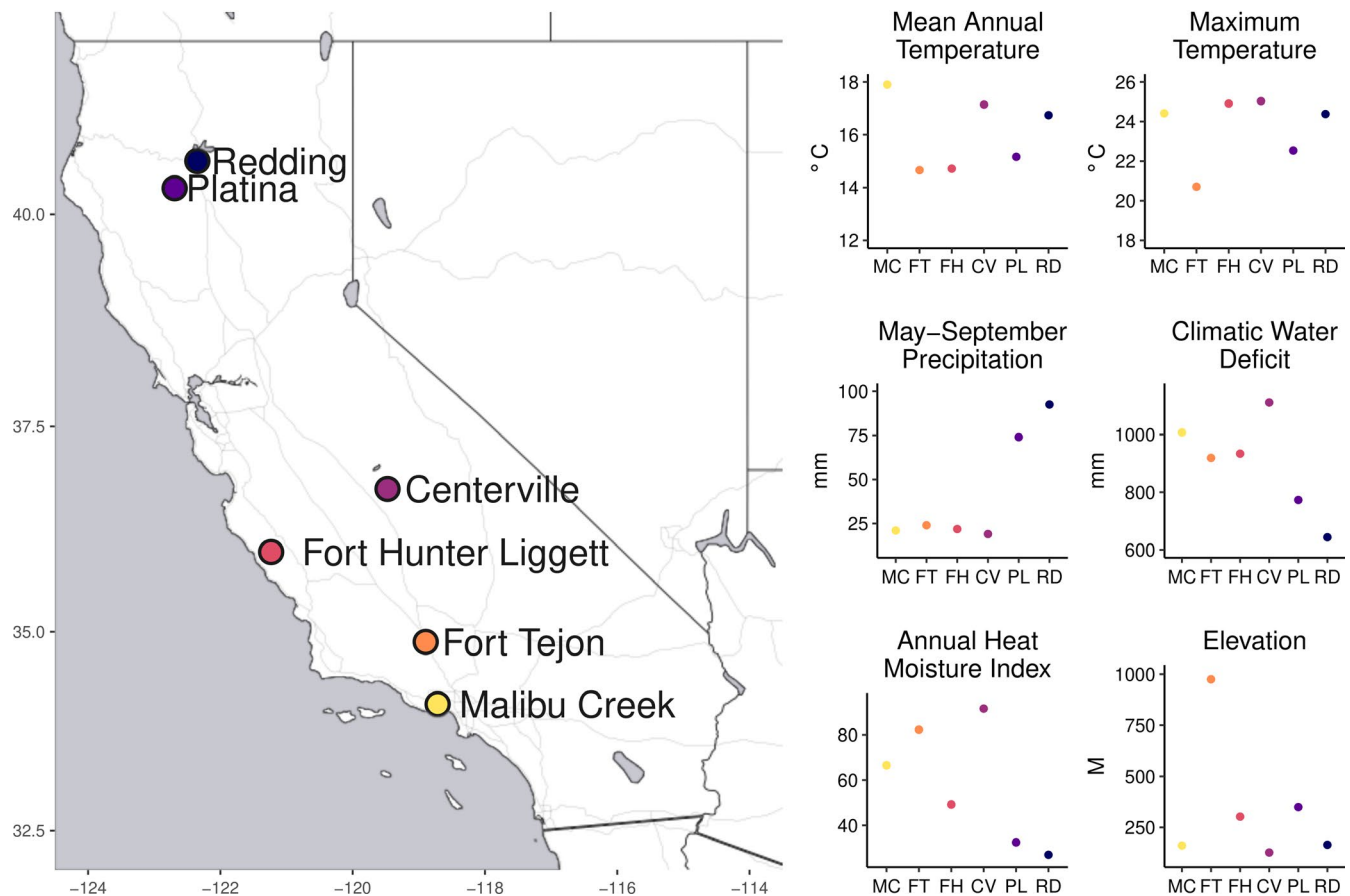 Redding
Platina
Centerville
Fort Hunter Liggett
Fort Tejon
Malibu Creek
40.0
37.5
35.0
32.5
−124
−122
−120
−118
−116
−114
Mean Annual
Temperature
18
16
14
12
°C
MC FT FH CV PL RD
Maximum
Temperature
26
24
22
20
18
°C
MC FT FH CV PL RD
May−September
Precipitation
100
75
50
25
mm
MC FT FH CV PL RD
Climatic Water
Deficit
1000
800
600
mm
MC FT FH CV PL RD
Annual Heat
Moisture Index
80
60
40
MC FT FH CV PL RD
Elevation
1000
750
500
250
M
MC FT FH CV PL RD